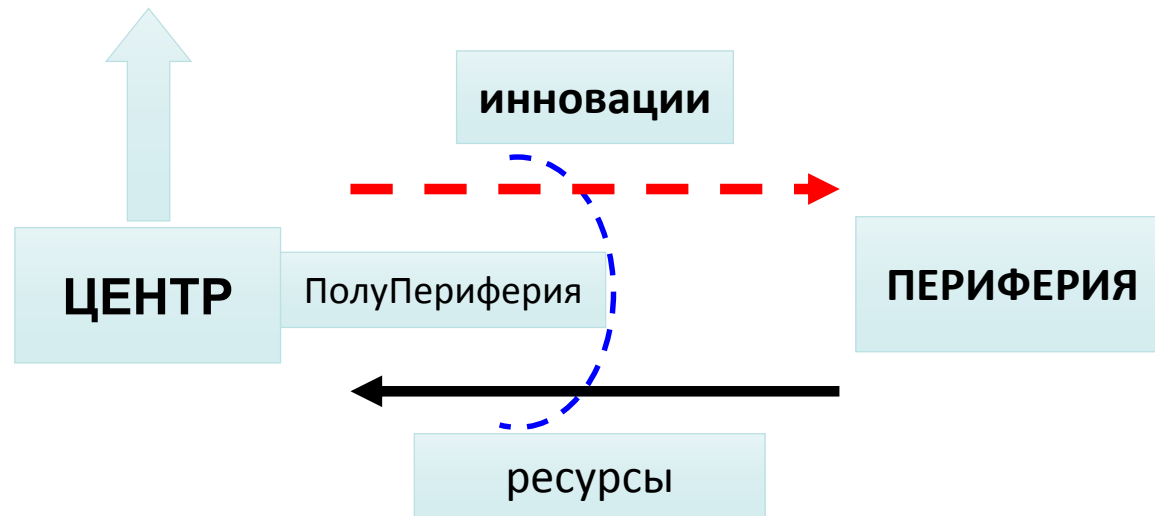 инновации
ЦЕНТР
ПолуПериферия
ПЕРИФЕРИЯ
ресурсы